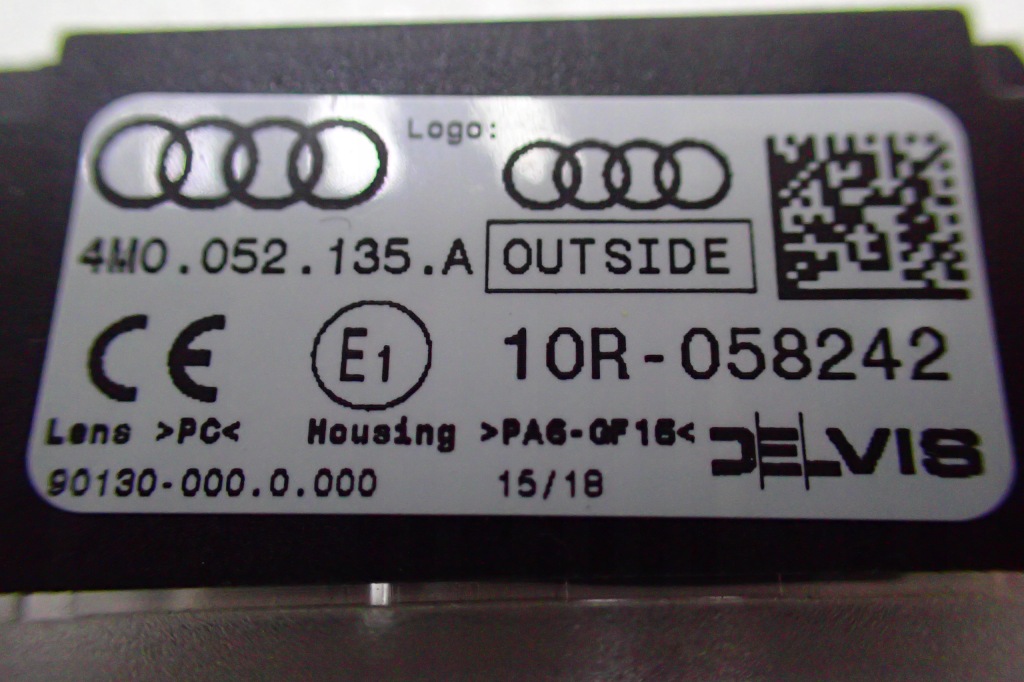 Logo:
4M0.052.135.A OUTSIDE
CE E1 10R-058242
Lens >PC< Housing >PA6-GF15< DELVIS
90130-000.0.000 15/18